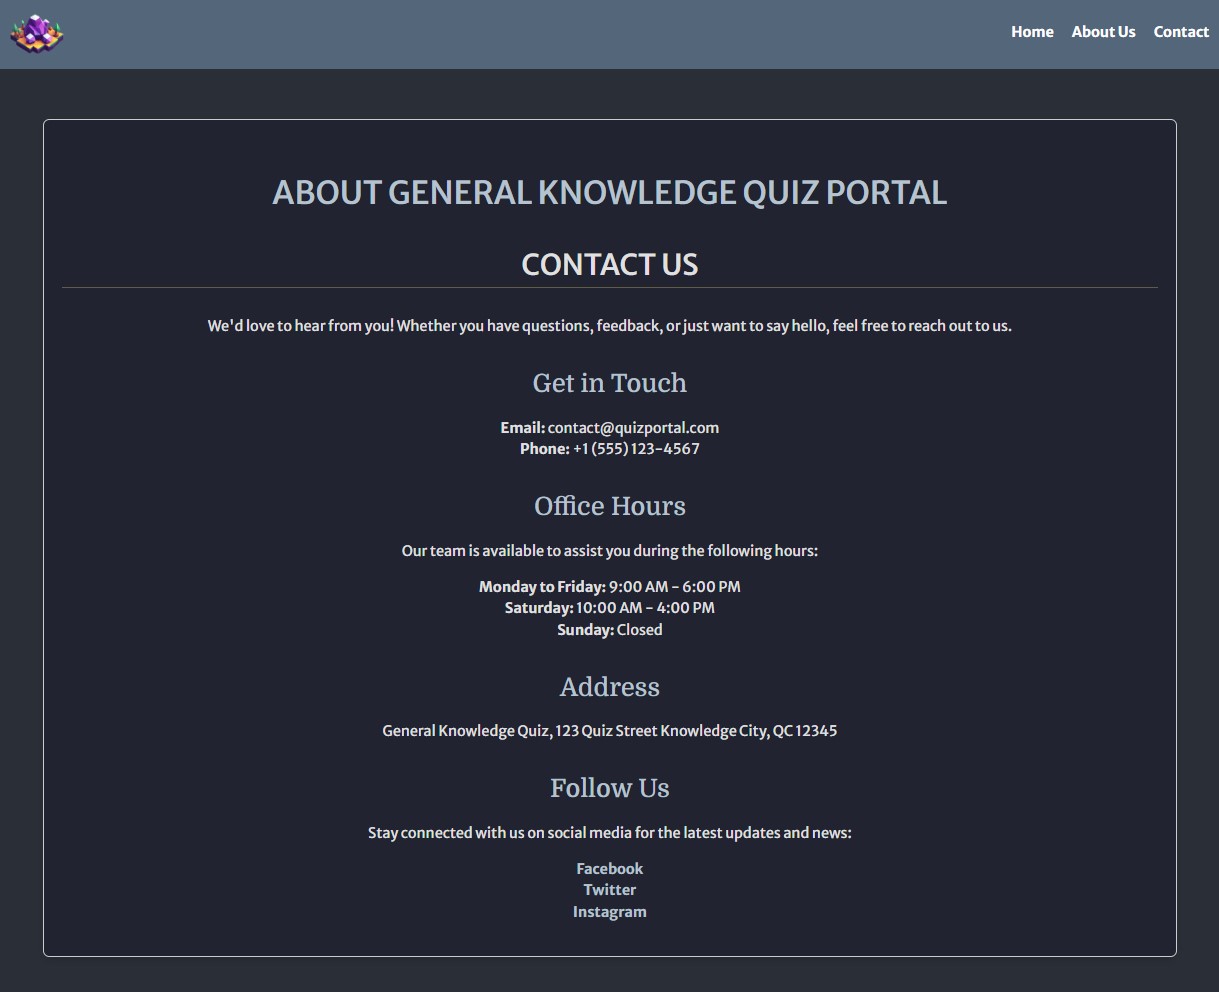 Home About Us Contact
ABOUT GENERAL KNOWLEDGE QUIZ PORTAL
CONTACT US
We'd love to hear from you! Whether you have questions, feedback, or just want to say hello, feel free to reach out to us.
Get in Touch
Email: contact@quizportal.com
Phone: +1 (555) 123-4567
Office Hours
Our team is available to assist you during the following hours:
Monday to Friday: 9:00 AM - 6:00 PM
Saturday: 10:00 AM - 4:00 PM
Sunday: Closed
Address
General Knowledge Quiz, 123 Quiz Street Knowledge City, QC 12345
Follow Us
Stay connected with us on social media for the latest updates and news:
Facebook
Twitter
Instagram